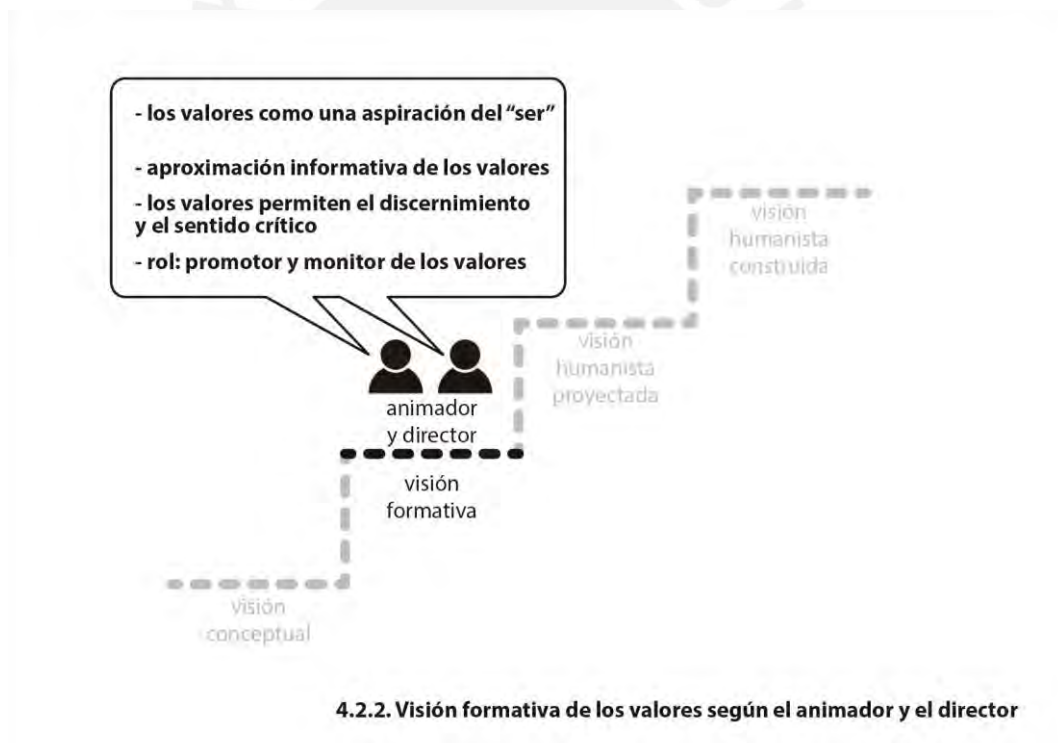 - los valores como una aspiración del “ser”
- aproximación informativa de los valores
- los valores permiten el discernimiento
y el sentido crítico
- rol: promotor y monitor de los valores
visión
humanista
construida
visión
humanista
proyectada
animador
y director
visión
formativa
visión
conceptual
4.2.2. Visión formativa de los valores según el animador y el director